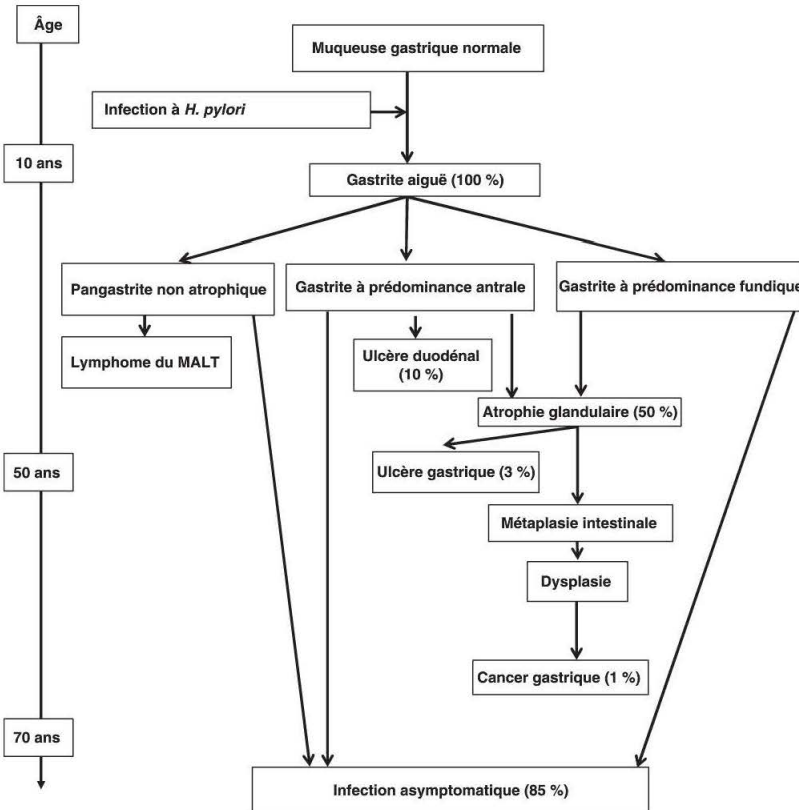 Âge
Muqueuse gastrique normale
Infection à H. pylori
10 ans
Gastrite aiguë (100 %)
Pangastrite non atrophique
Gastrite à prédominance antrale
Gastrite à prédominance fundique
Lymphome du MALT
Ulcère duodénal
(10 %)
Atrophie glandulaire (50 %)
50 ans
Ulcère gastrique (3 %)
Métaplasie intestinale
Dysplasie
Cancer gastrique (1 %)
70 ans
Infection asymptomatique (85 %)